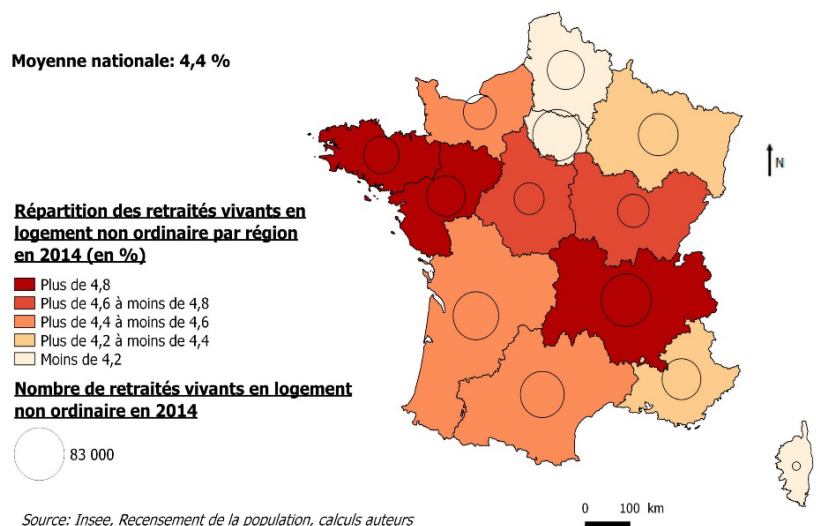 Moyenne nationale: 4,4 %
N
Répartition des retraités vivants en
logement non ordinaire par région
en 2014 (en %)
Plus de 4,8
Plus de 4,6 à moins de 4,8
Plus de 4,4 à moins de 4,6
Plus de 4,2 à moins de 4,4
Moins de 4,2
Nombre de retraités vivants en logement
non ordinaire en 2014
83 000
0 100 km
Source: Insee, Recensement de la population, calculs auteurs